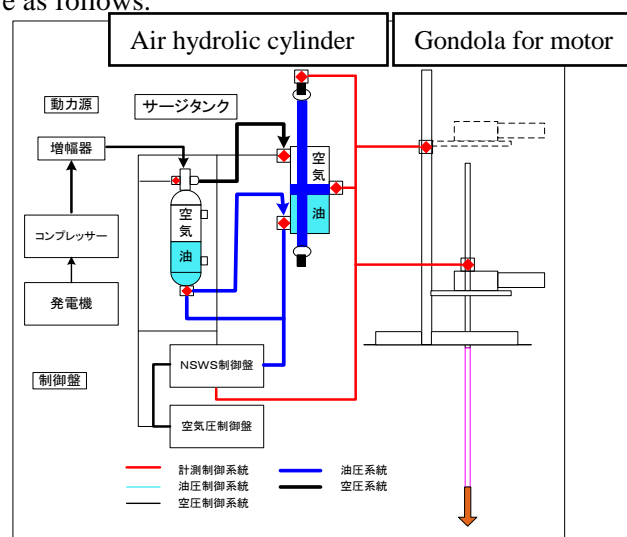 e as follows.
Air hydrolic cylinder
Gondola for motor
動力源
サージタンク
増幅器
コンプレッサー
発電機
空気
油
空気
油
制御盤
NSWS制御盤
空気圧制御盤
計測制御系統
油圧系統
油圧制御系統
空圧系統
空圧制御系統